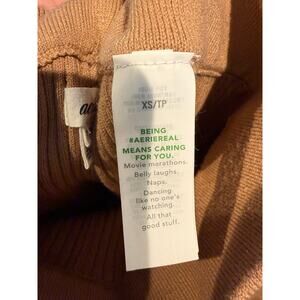 XS/TP
BEING
#AERIEREAL
MEANS CARING
FOR YOU.
Movie marathons.
Belly laughs.
Naps.
Dancing
like no one's
watching.
All that
good stuff.